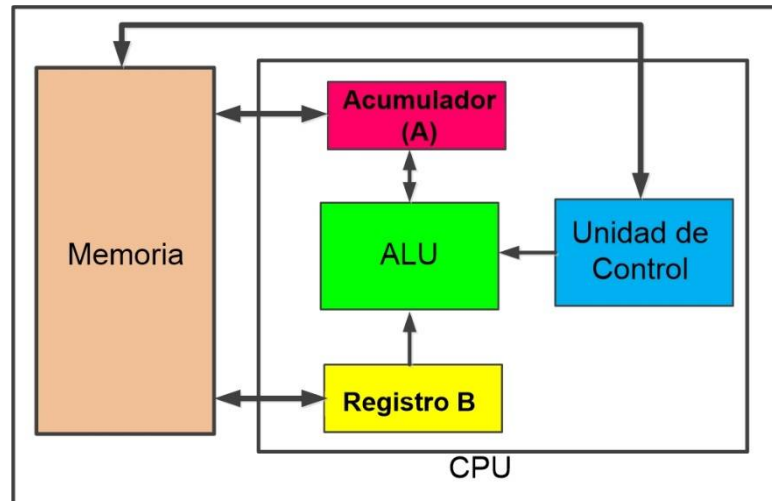 Acumulador
(A)
Memoria
ALU
Unidad de
Control
Registro B
CPU